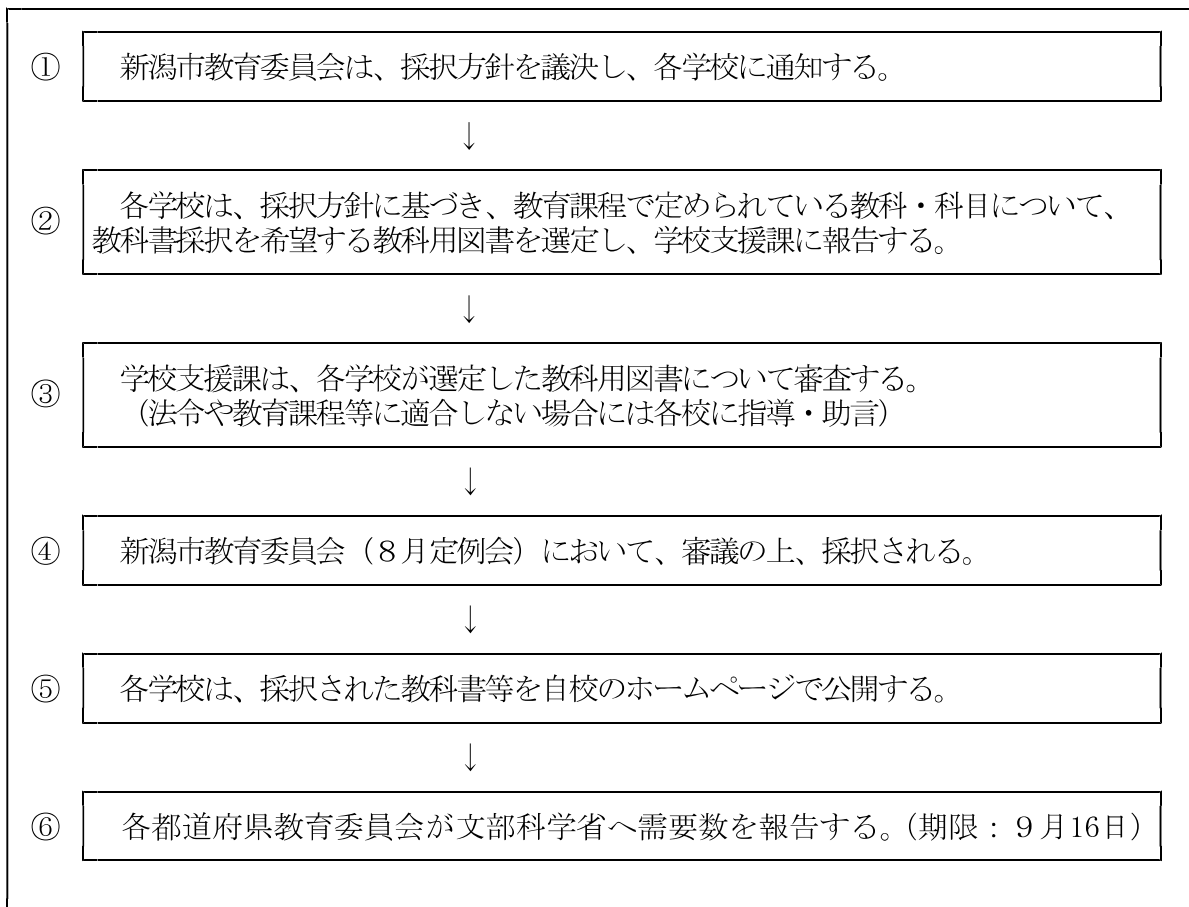 ① 新潟市教育委員会は、採択方針を議決し、各学校に通知する。
↓
② 各学校は、採択方針に基づき、教育課程で定められている教科・科目について、
教科書採択を希望する教科用図書を選定し、学校支援課に報告する。
↓
③ 学校支援課は、各学校が選定した教科用図書について審査する。
（法令や教育課程等に適合しない場合には各校に指導・助言）
↓
④ 新潟市教育委員会（８月定例会）において、審議の上、採択される。
↓
⑤ 各学校は、採択された教科書等を自校のホームページで公開する。
↓
⑥ 各都道府県教育委員会が文部科学省へ需要数を報告する。（期限：９月16日）